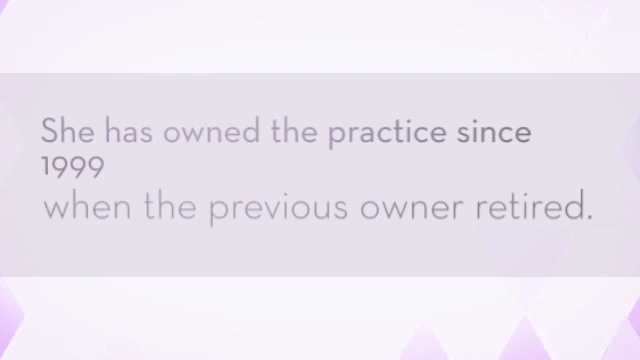 She has owned the practice since
1999
when the previous owner retired.